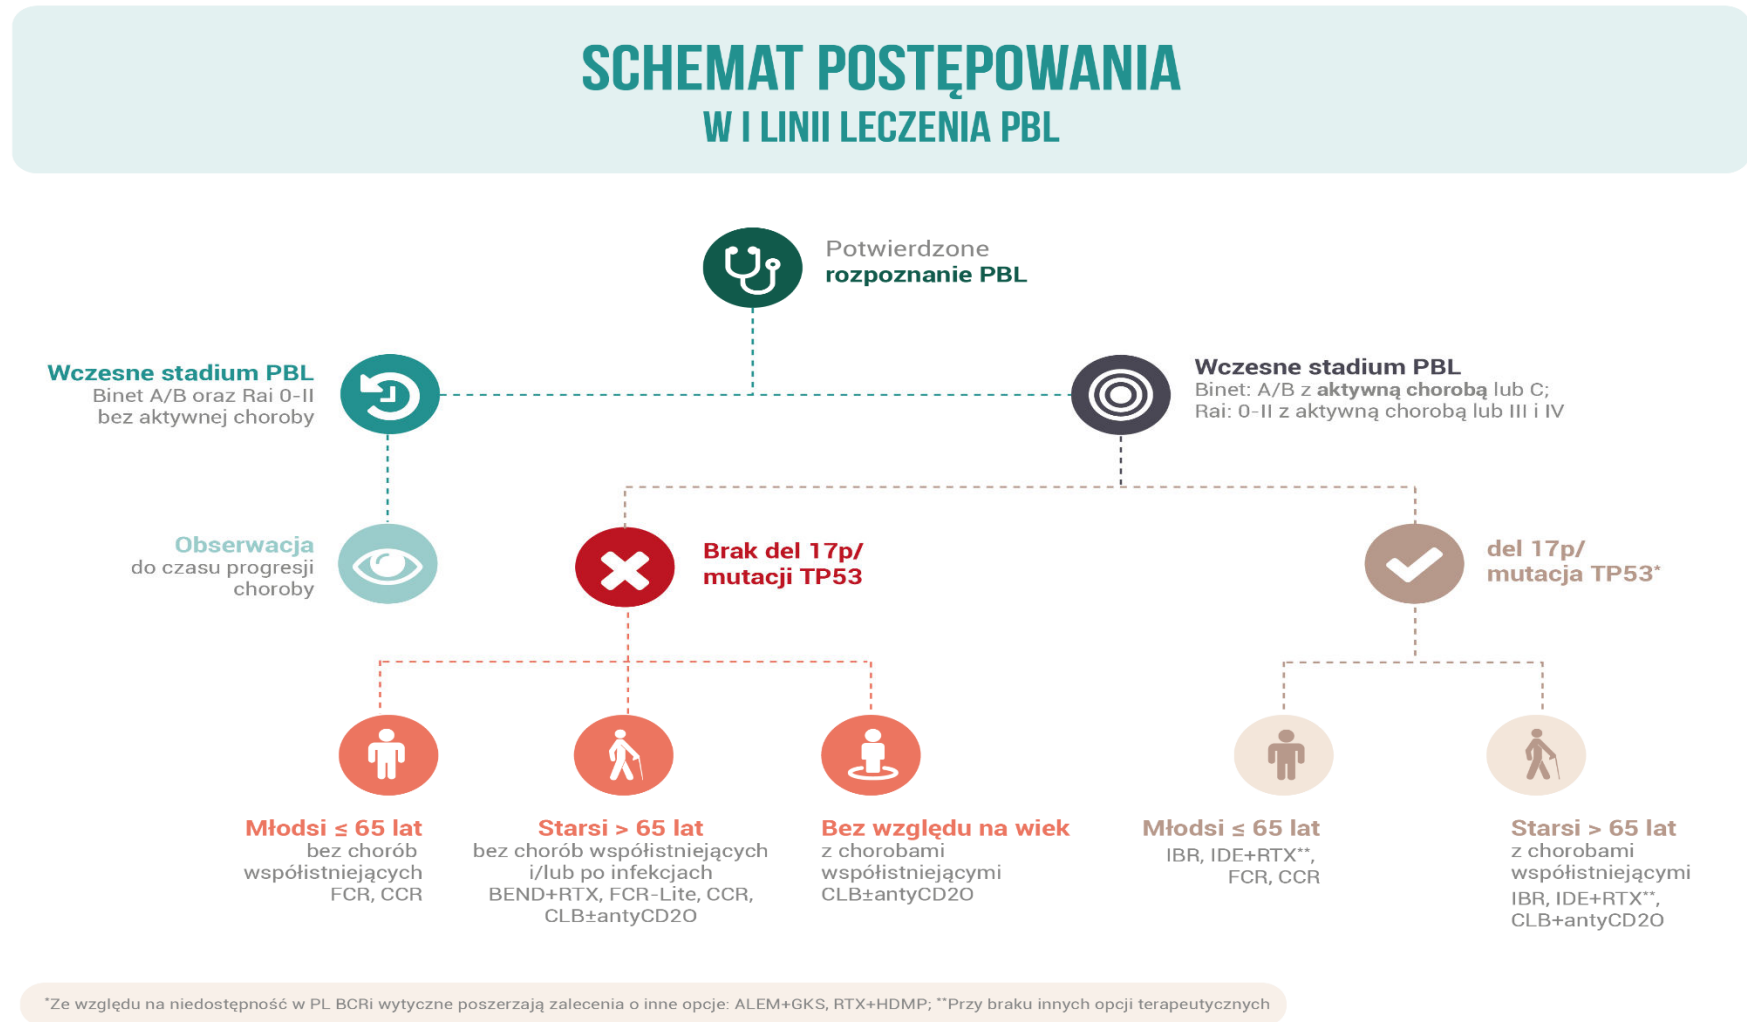 SCHEMAT POSTĘPOWANIA
W I LINII LECZENIA PBL
Potwierdzone
rozpoznanie PBL
Wczesne stadium PBL
Binet A/B oraz Rai 0-II
bez aktywnej choroby
Wczesne stadium PBL
Binet: A/B z aktywną chorobą lub C;
Rai: 0-II z aktywną chorobą lub III i IV
Obserwacja
do czasu progresji
choroby
Brak del 17p/
mutacji TP53
del 17p/
mutacja TP53*
Młodsi ≤ 65 lat
bez chorób
współistniejących
FCR, CCR
Starsi > 65 lat
bez chorób współistniejących
i/lub po infekcjach
BEND+RTX, FCR-Lite, CCR,
CLB±antyCD2O
Bez względu na wiek
z chorobami
współistniejącymi
CLB±antyCD2O
Młodsi ≤ 65 lat
IBR, IDE+RTX**,
FCR, CCR
Starsi > 65 lat
z chorobami
współistniejącymi
IBR, IDE+RTX**,
CLB+antyCD2O
*Ze względu na niedostępność w PL BCRi wytyczne poszerzają zalecenia o inne opcje: ALEM+GKS, RTX+HDMP; **Przy braku innych opcji terapeutycznych